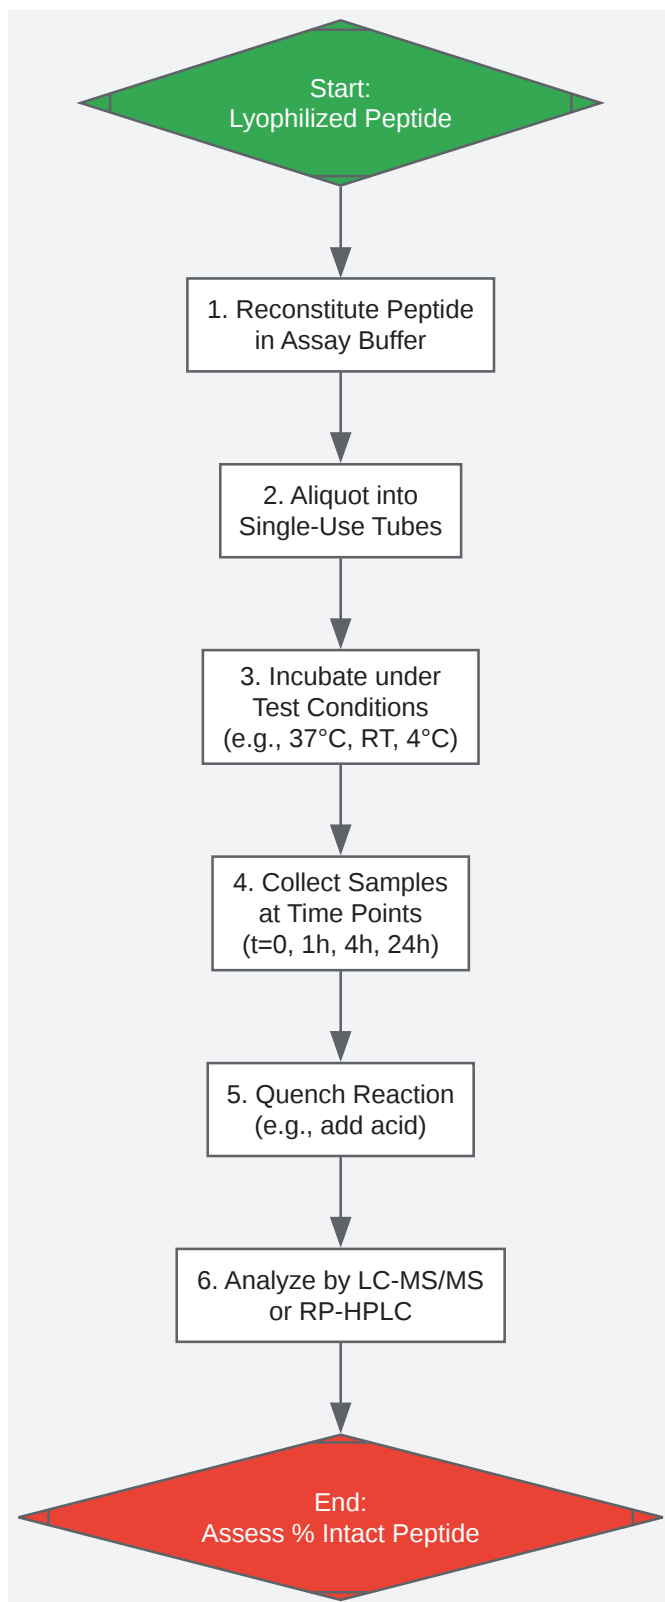 Start:
Lyophilized Peptide
1. Reconstitute Peptide
in Assay Buffer
2. Aliquot into
Single-Use Tubes
3. Incubate under
Test Conditions
(e.g., 37°C, RT, 4°C)
4. Collect Samples
at Time Points
(t=0, 1h, 4h, 24h)
5. Quench Reaction
(e.g., add acid)
6. Analyze by LC-MS/MS
or RP-HPLC
End:
Assess % Intact Peptide